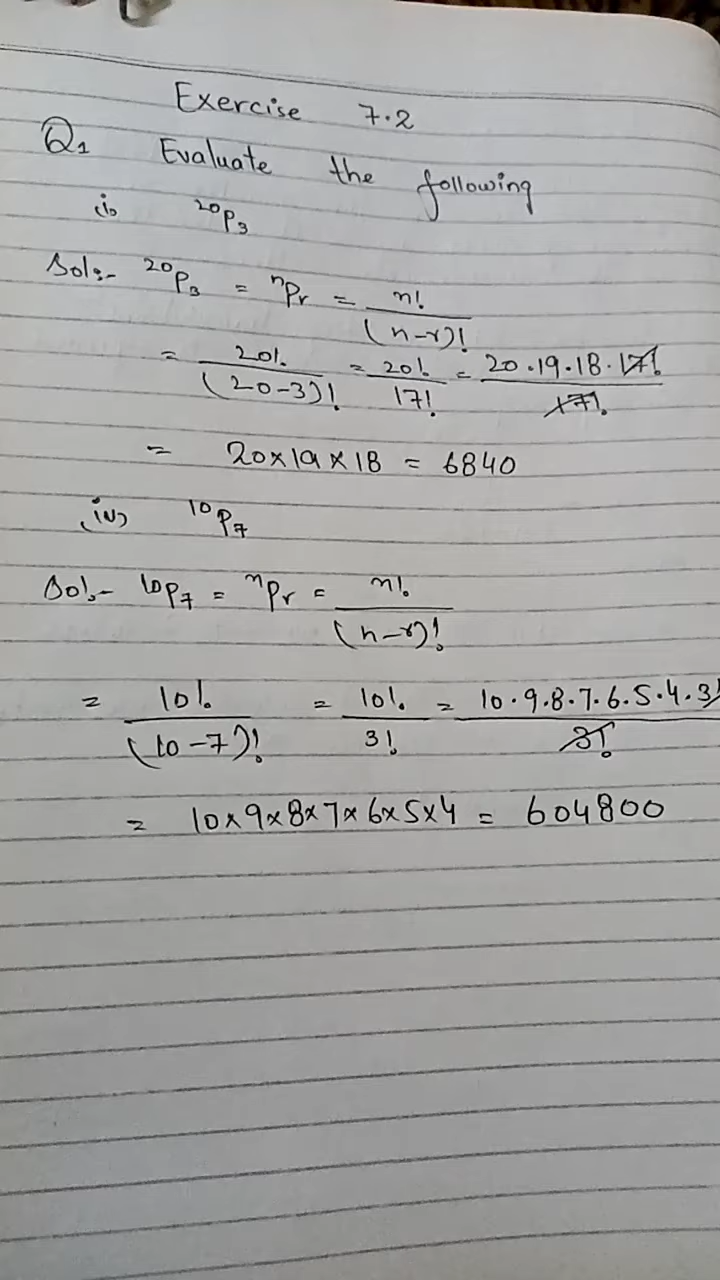 Exercise 7.2
Q1 Evaluate the following
(i) ²⁰P₃
Sol:- ²⁰P₃ = ⁿPr = n! / (n-r)!
= 20! / (20-3)! = 20! / 17! = 20·19·18·17! / 17!
= 20×19×18 = 6840
(iv) ¹⁰P₇
Sol:- ¹⁰P₇ = ⁿPr = n! / (n-r)!
= 10! / (10-7)! = 10! / 3! = 10·9·8·7·6·5·4·3! / 3!
= 10×9×8×7×6×5×4 = 604800